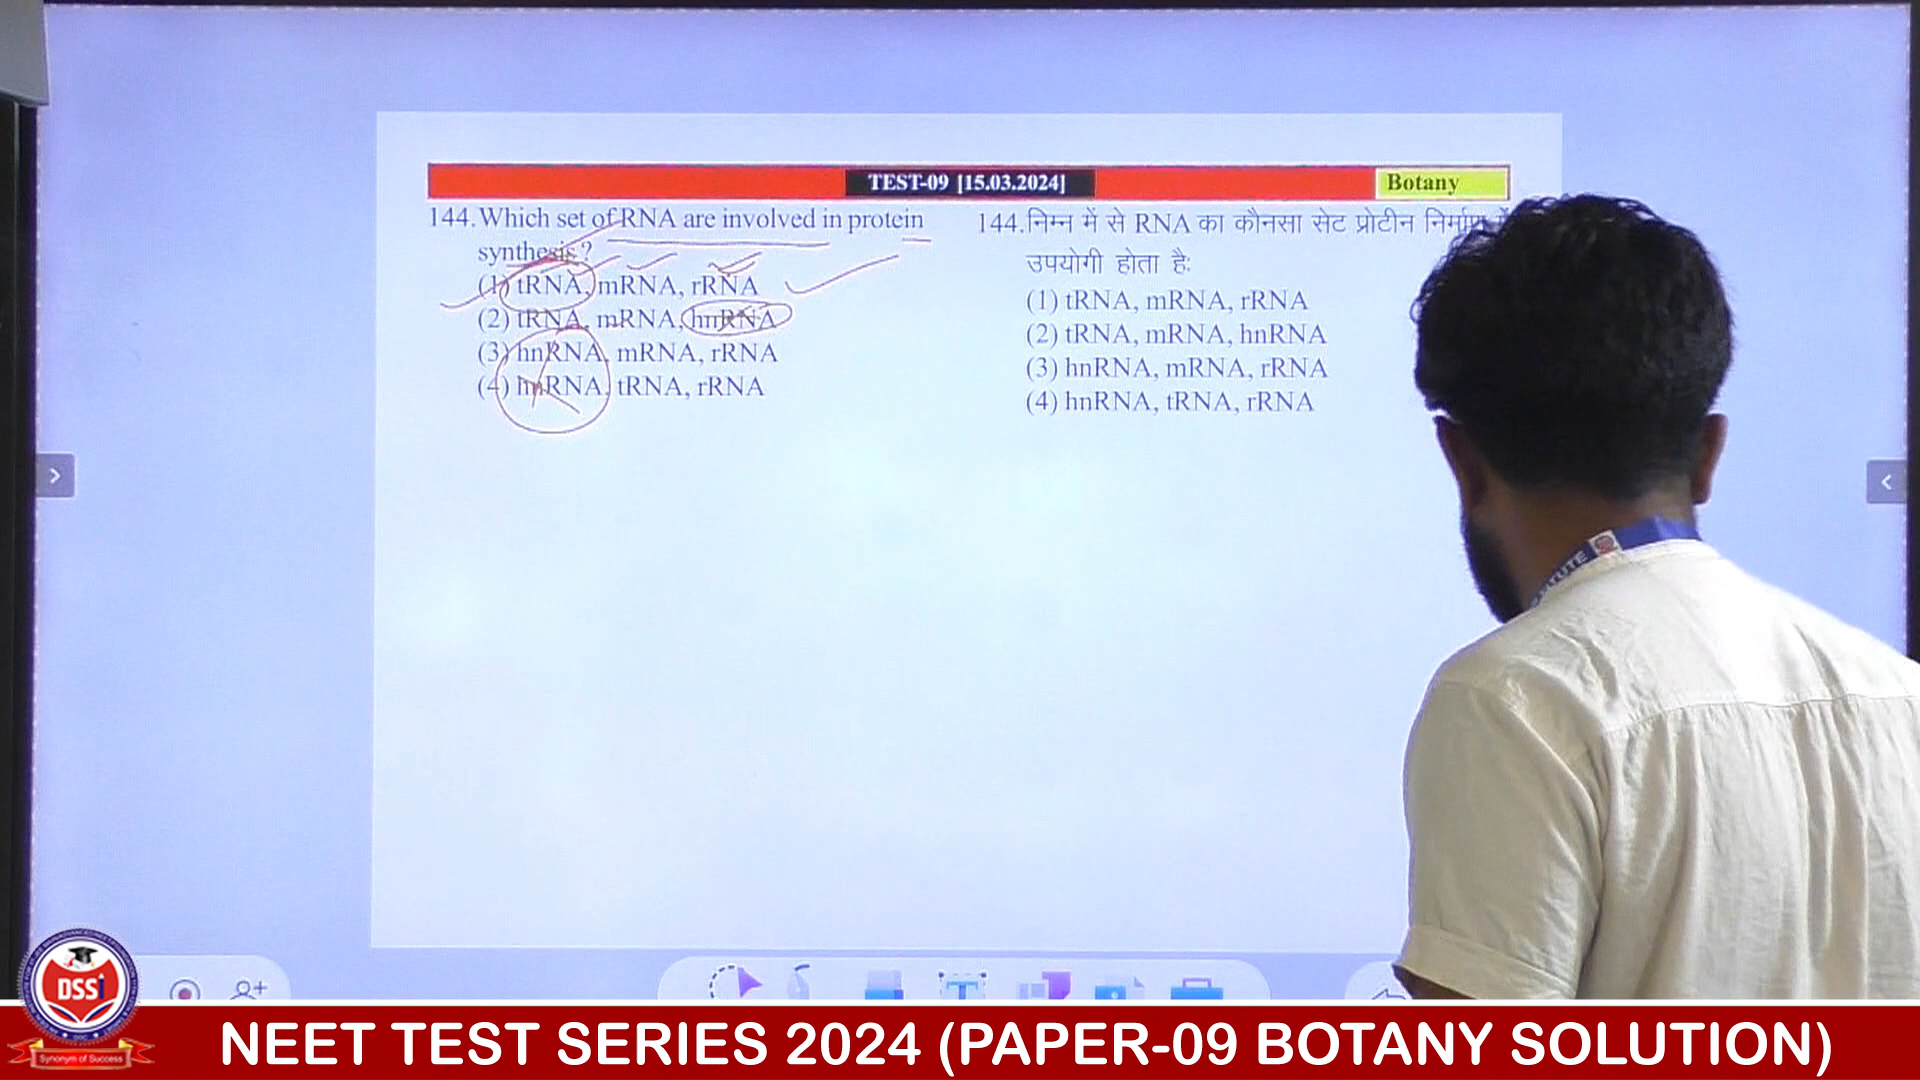 TEST-09 [15.03.2024]
Botany
144. Which set of RNA are involved in protein
synthesis ?
(1) tRNA, mRNA, rRNA
(2) tRNA, mRNA, hnRNA
(3) hnRNA, mRNA, rRNA
(4) hnRNA, tRNA, rRNA
144. निम्न में से RNA का कौनसा सेट प्रोटीन
उपयोगी होता है:
(1) tRNA, mRNA, rRNA
(2) tRNA, mRNA, hnRNA
(3) hnRNA, mRNA, rRNA
(4) hnRNA, tRNA, rRNA
DSSi
Synonym of Success
NEET TEST SERIES 2024 (PAPER-09 BOTANY SOLUTION)